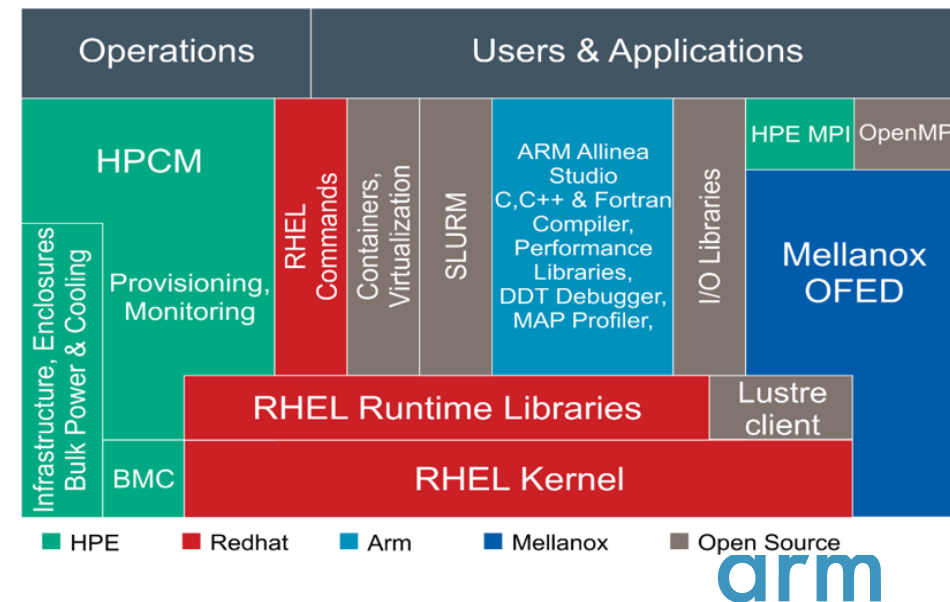 Operations
Users & Applications
HPCM
Provisioning,
Monitoring
Infrastructure, Enclosures
Bulk Power & Cooling
BMC
RHEL
Commands
Containers,
Virtualization
SLURM
ARM Allinea
Studio
C,C++ & Fortran
Compiler,
Performance
Libraries,
DDT Debugger,
MAP Profiler,
I/O Libraries
HPE MPI
OpenMP
Mellanox
OFED
RHEL Runtime Libraries
Lustre
client
RHEL Kernel
HPE
Redhat
Arm
Mellanox
Open Source
arm